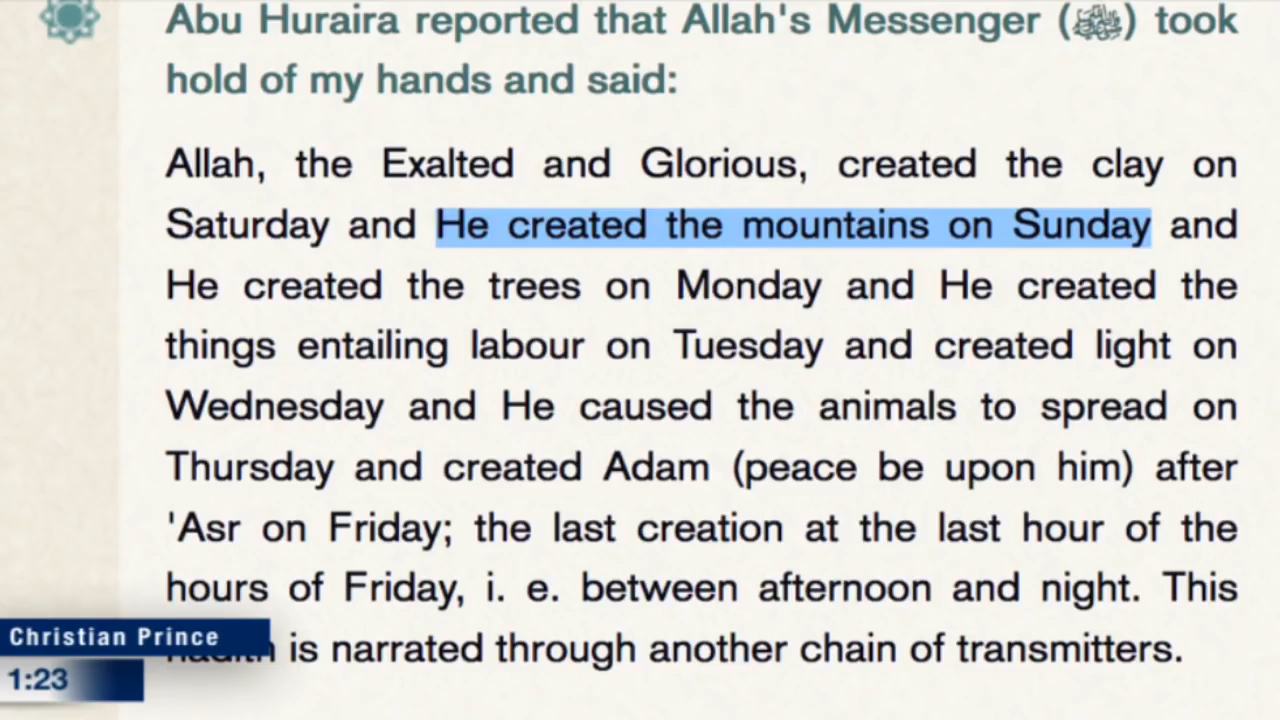 Abu Huraira reported that Allah's Messenger (ﷺ) took
hold of my hands and said:
Allah, the Exalted and Glorious, created the clay on
Saturday and He created the mountains on Sunday and
He created the trees on Monday and He created the
things entailing labour on Tuesday and created light on
Wednesday and He caused the animals to spread on
Thursday and created Adam (peace be upon him) after
'Asr on Friday; the last creation at the last hour of the
hours of Friday, i. e. between afternoon and night. This
hadith is narrated through another chain of transmitters.
Christian Prince
1:23